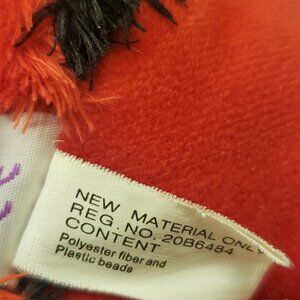 NEW MATERIAL ONLY
REG. NO. 20B6484
CONTENT
Polyester fiber and
Plastic beads